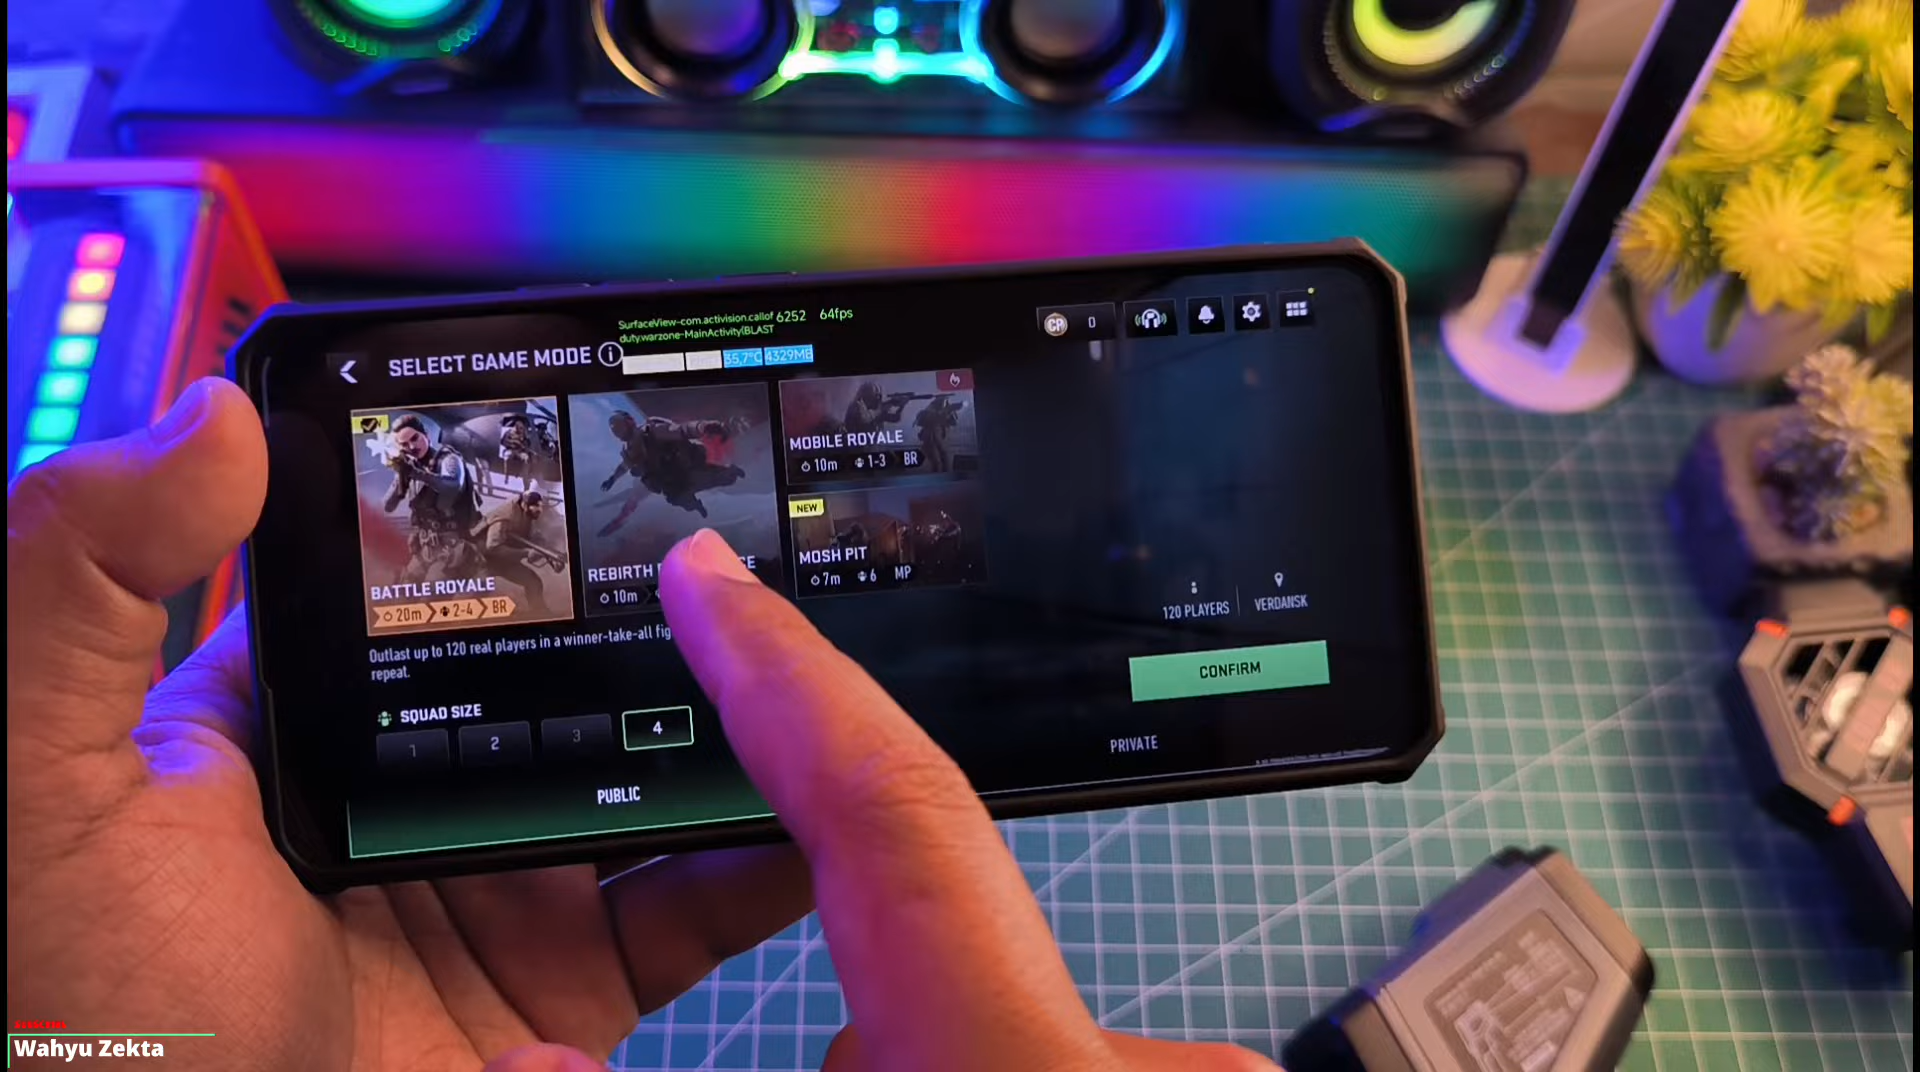 SurfaceView-com.activision.callof 6252 64fps
duty.warzone-MainActivity(BLAST
35,7°C 4329MB
SELECT GAME MODE
CP 0
BATTLE ROYALE
20m 2-4 BR
REBIRTH
10m
MOBILE ROYALE
10m 1-3 BR
NEW
MOSH PIT
7m 6 MP
Outlast up to 120 real players in a winner-take-all
repeat.
120 PLAYERS VERDANSK
CONFIRM
SQUAD SIZE
1 2 3 4
PUBLIC
PRIVATE
Wahyu Zekta